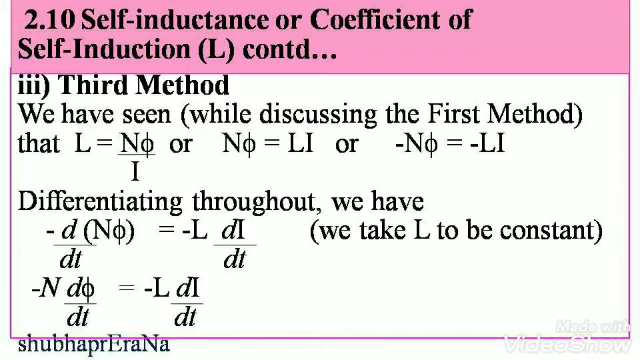 2.10 Self-inductance or Coefficient of
Self-Induction (L) contd...
iii) Third Method
We have seen (while discussing the First Method)
that L = Nϕ or Nϕ = LI or -Nϕ = -LI
I
Differentiating throughout, we have
- d (Nϕ) = -L dI (we take L to be constant)
dt dt
-N dϕ = -L dI
dt dt
shubhaprEraNa
Made with
VideoShow